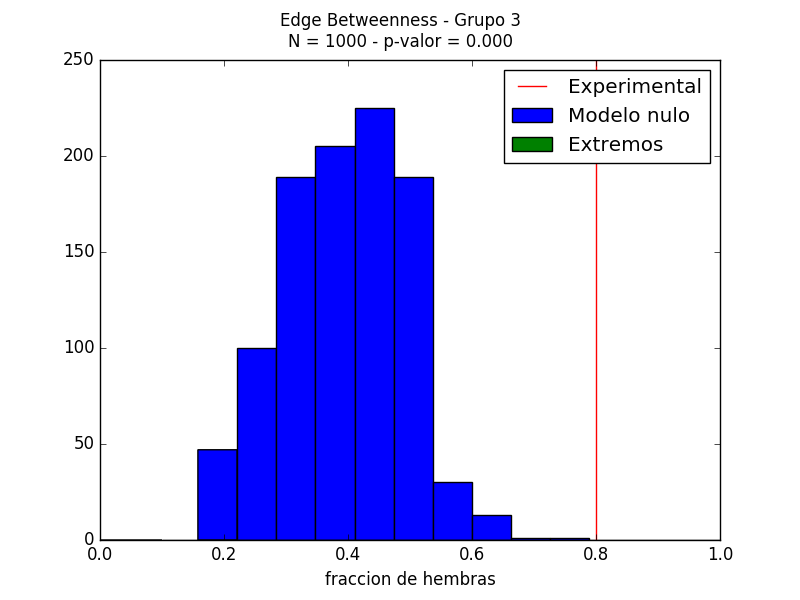 Edge Betweenness - Grupo 3
N = 1000 - p-valor = 0.000
250
200
150
100
50
0
Experimental
Modelo nulo
Extremos
0.0 0.2 0.4 0.6 0.8 1.0
fraccion de hembras